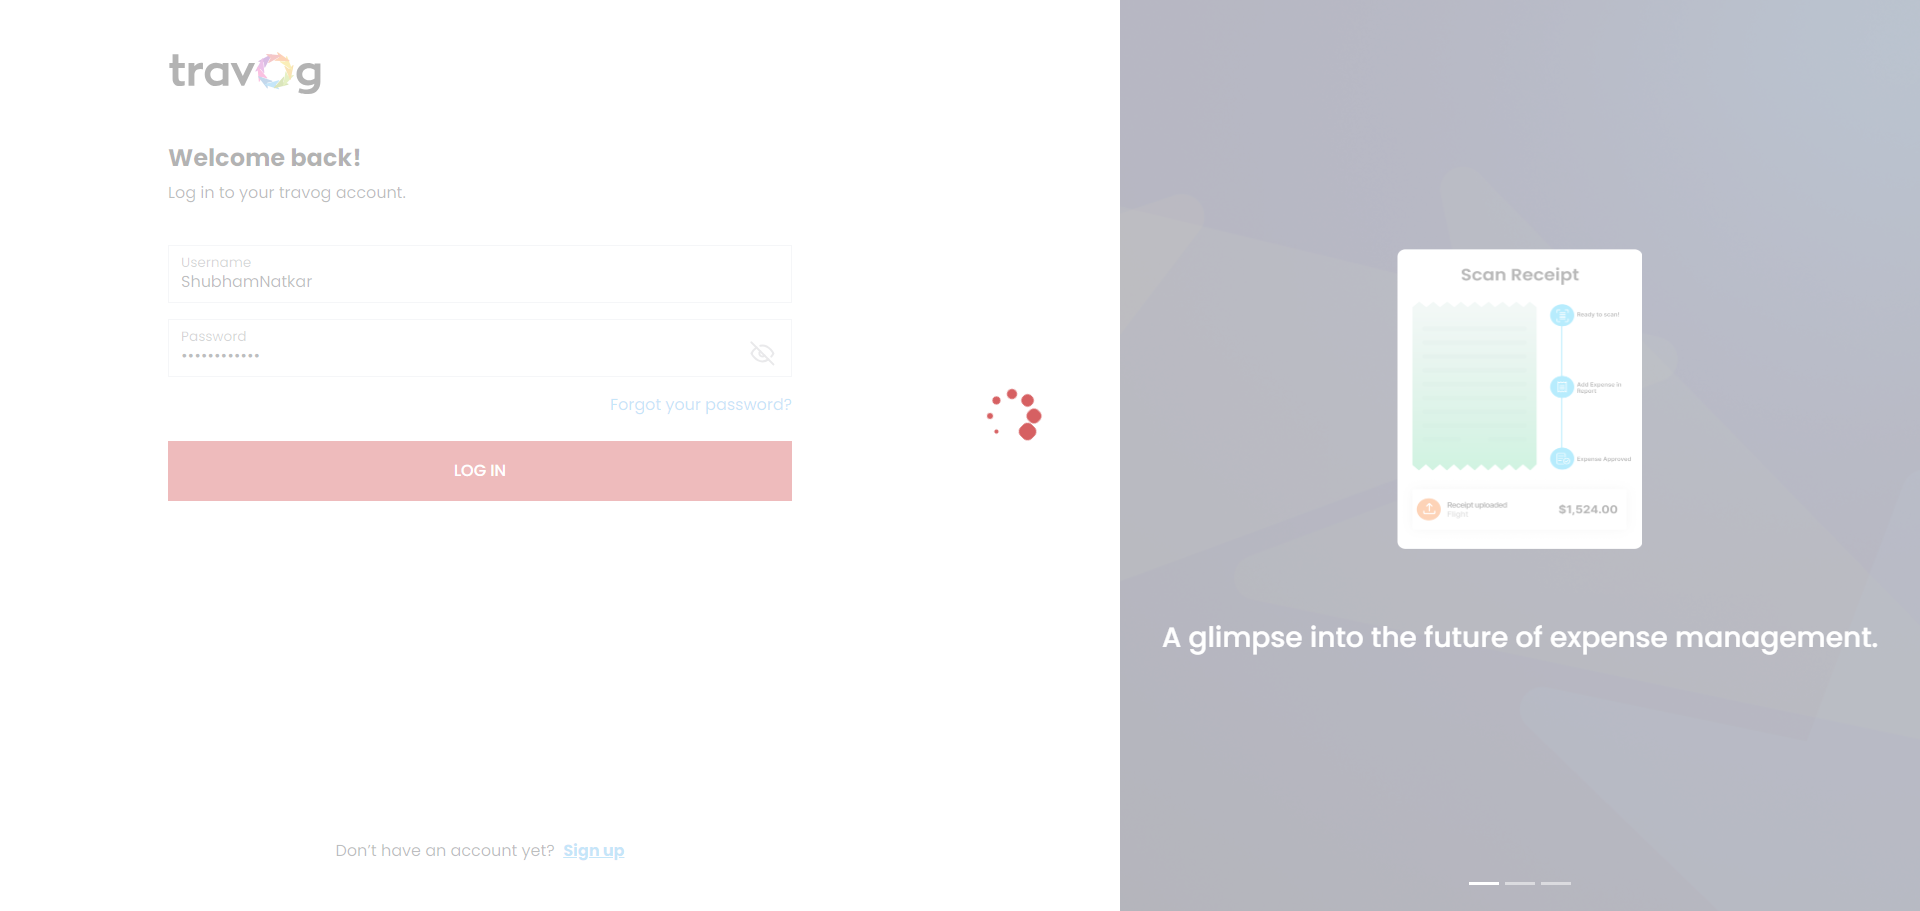 travog
Welcome back!
Log in to your travog account.
Username
ShubhamNatkar
Password
••••••••••••
Forgot your password?
LOG IN
Don't have an account yet? Sign up
Scan Receipt
Ready to scan!
Add Expense in
Report
Expense Approved
Receipt uploaded
Flight
$1,524.00
A glimpse into the future of expense management.